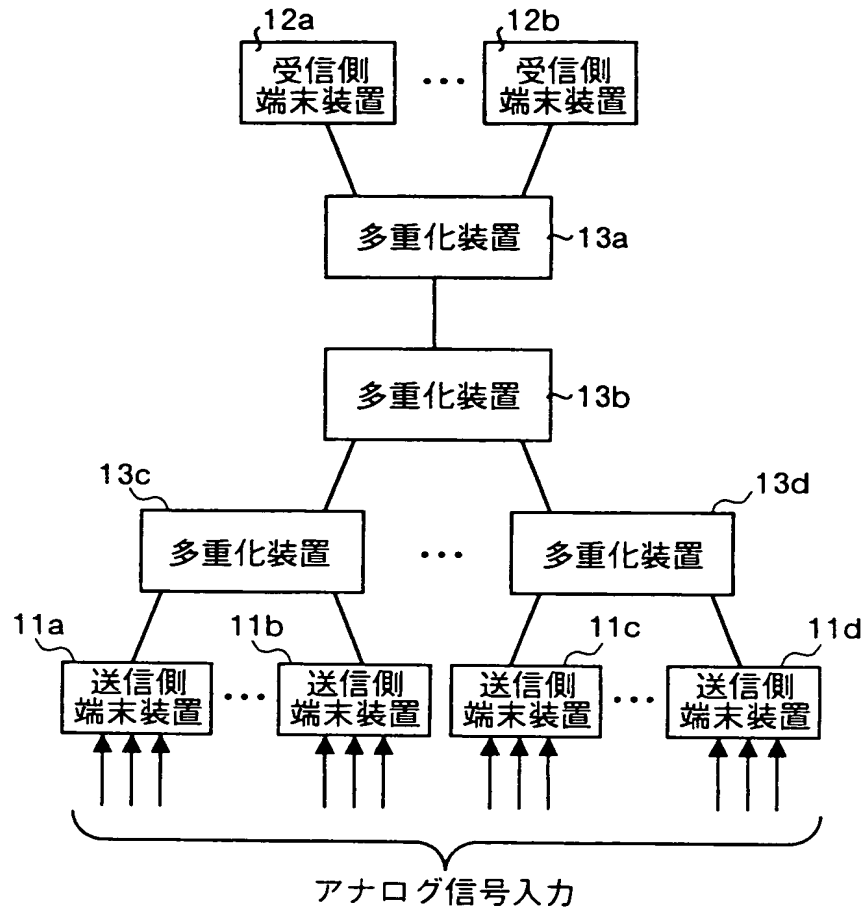 12a
12b
受信側
端末装置
…
受信側
端末装置
多重化装置
13a
多重化装置
13b
13c
13d
多重化装置
…
多重化装置
11a
11b
11c
11d
送信側
端末装置
…
送信側
端末装置
送信側
端末装置
…
送信側
端末装置
アナログ信号入力